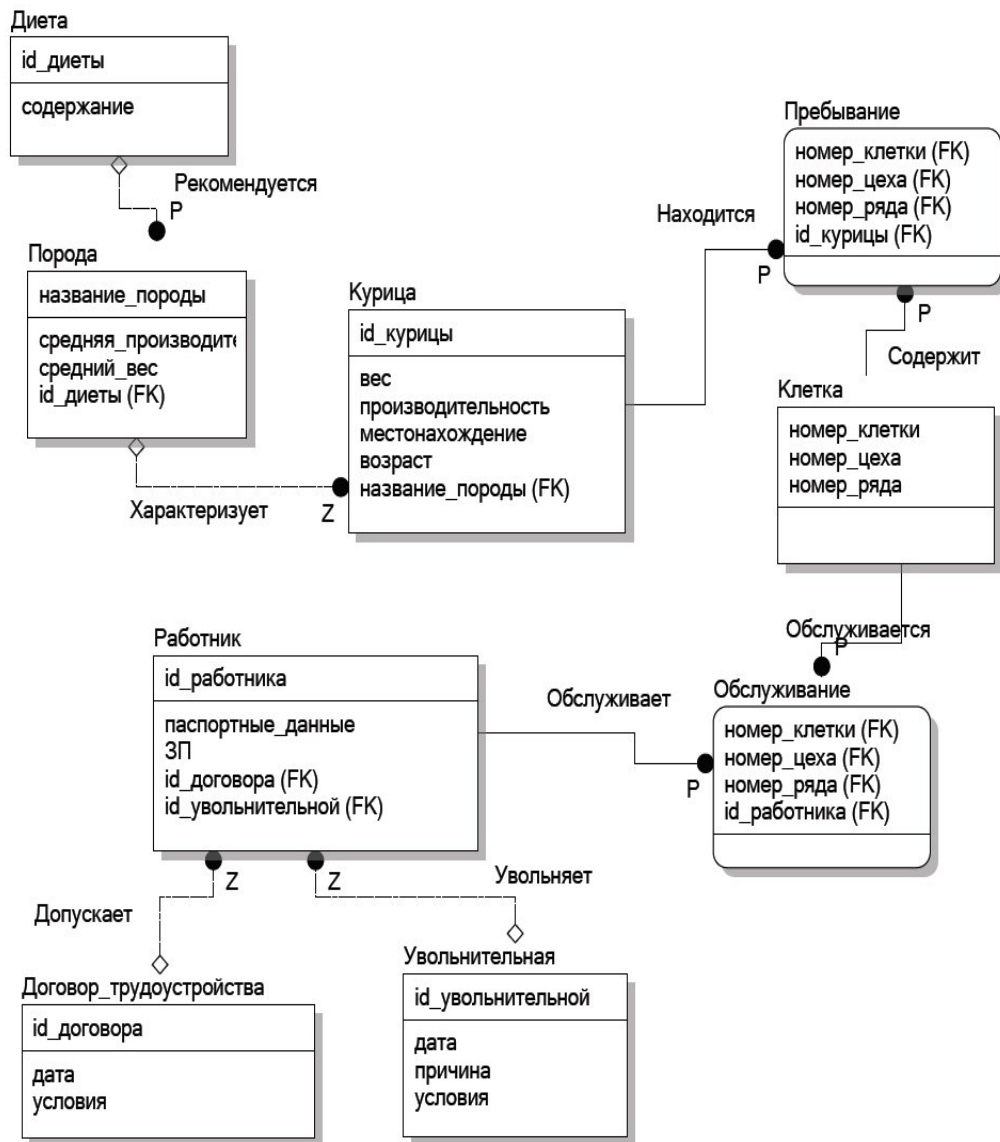 Диета
id_диеты
содержание
Рекомендуется
P
Порода
название_породы
средняя_производите
средний_вес
id_диеты (FK)
Характеризует
Z
Курица
id_курицы
вес
производительность
местонахождение
возраст
название_породы (FK)
Находится
P
Пребывание
номер_клетки (FK)
номер_цеха (FK)
номер_ряда (FK)
id_курицы (FK)
P
Содержит
Клетка
номер_клетки
номер_цеха
номер_ряда
Обслуживается
P
Работник
id_работника
паспортные_данные
ЗП
id_договора (FK)
id_увольнительной (FK)
Обслуживает
P
Обслуживание
номер_клетки (FK)
номер_цеха (FK)
номер_ряда (FK)
id_работника (FK)
Z
Z
Допускает
Увольняет
Договор_трудоустройства
id_договора
дата
условия
Увольнительная
id_увольнительной
дата
причина
условия